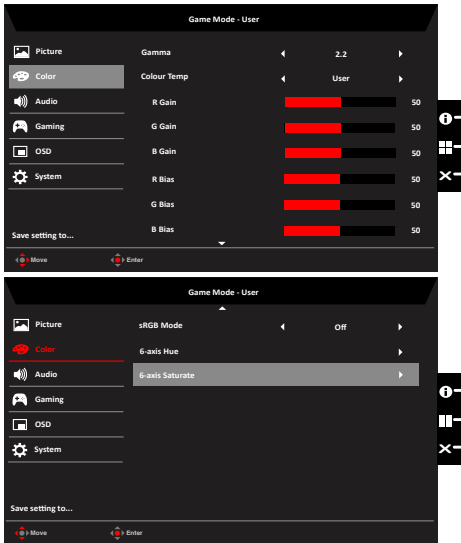 Game Mode - User
Picture
Gamma 2.2
Color
Colour Temp User
Audio
R Gain 50
Gaming
G Gain 50
OSD
B Gain 50
System
R Bias 50
G Bias 50
B Bias 50
Save setting to...
Move Enter
Game Mode - User
Picture
sRGB Mode Off
Color
6-axis Hue
Audio
6-axis Saturate
Gaming
OSD
System
Save setting to...
Move Enter